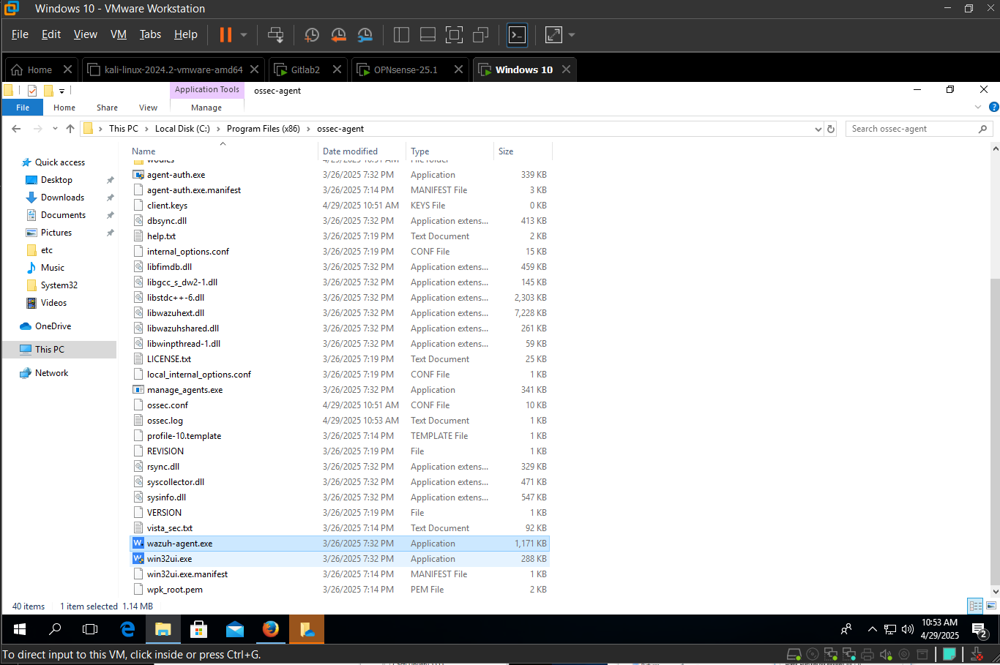 Windows 10 - VMware Workstation
File Edit View VM Tabs Help
Home kali-linux-2024.2-vmware-amd64 Gitlab2 OPNsense-25.1 Windows 10
Application Tools ossec-agent
File Home Share View Manage
This PC Local Disk (C:) Program Files (x86) ossec-agent Search ossec-agent
Name Date modified Type Size
Quick access
Desktop
Downloads
Documents
Pictures
etc
Music
System32
Videos
OneDrive
This PC
Network
agent-auth.exe 3/26/2025 7:32 PM Application 339 KB
agent-auth.exe.manifest 3/26/2025 7:14 PM MANIFEST File 3 KB
client.keys 4/29/2025 10:51 AM KEYS File 0 KB
dbsync.dll 3/26/2025 7:32 PM Application extens... 413 KB
help.txt 3/26/2025 7:19 PM Text Document 2 KB
internal_options.conf 3/26/2025 7:19 PM CONF File 15 KB
libfimdb.dll 3/26/2025 7:32 PM Application extens... 459 KB
libgcc_s_dw2-1.dll 3/26/2025 7:32 PM Application extens... 145 KB
libstdc++-6.dll 3/26/2025 7:32 PM Application extens... 2,303 KB
libwazuhext.dll 3/26/2025 7:32 PM Application extens... 7,228 KB
libwazuhshared.dll 3/26/2025 7:32 PM Application extens... 261 KB
libwinpthread-1.dll 3/26/2025 7:32 PM Application extens... 59 KB
LICENSE.txt 3/26/2025 7:19 PM Text Document 25 KB
local_internal_options.conf 3/26/2025 7:19 PM CONF File 1 KB
manage_agents.exe 3/26/2025 7:32 PM Application 341 KB
ossec.conf 4/29/2025 10:51 AM CONF File 10 KB
ossec.log 4/29/2025 10:53 AM Text Document 1 KB
profile-10.template 3/26/2025 7:14 PM TEMPLATE File 1 KB
REVISION 3/26/2025 7:19 PM File 1 KB
rsync.dll 3/26/2025 7:32 PM Application extens... 329 KB
syscollector.dll 3/26/2025 7:32 PM Application extens... 471 KB
sysinfo.dll 3/26/2025 7:32 PM Application extens... 547 KB
VERSION 3/26/2025 7:19 PM File 1 KB
vista_sec.txt 3/26/2025 7:14 PM Text Document 92 KB
wazuh-agent.exe 3/26/2025 7:32 PM Application 1,171 KB
win32ui.exe 3/26/2025 7:32 PM Application 288 KB
win32ui.exe.manifest 3/26/2025 7:14 PM MANIFEST File 1 KB
wpk_root.pem 3/26/2025 7:14 PM PEM File 2 KB
40 items 1 item selected 1.14 MB
10:53 AM
4/29/2025
2
To direct input to this VM, click inside or press Ctrl+G.